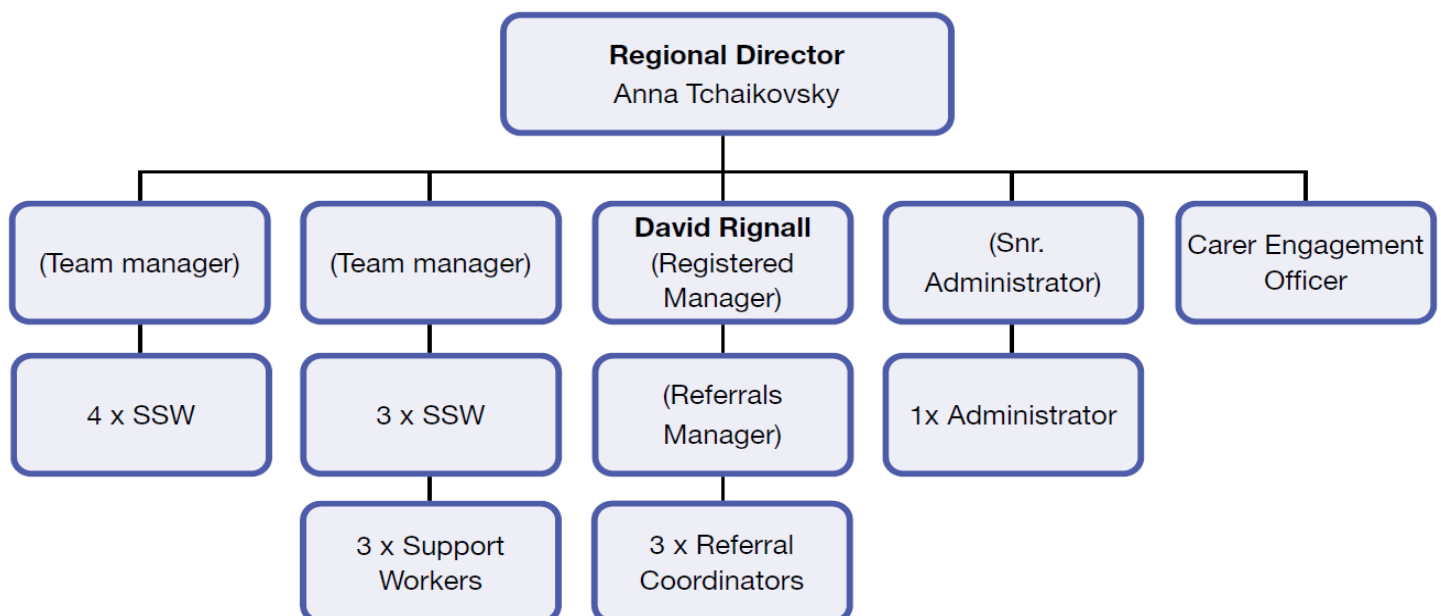 Regional Director
Anna Tchaikovsky
(Team manager)
(Team manager)
David Rignall
(Registered
Manager)
(Snr.
Administrator)
Carer Engagement
Officer
4 x SSW
3 x SSW
(Referrals
Manager)
1x Administrator
3 x Support
Workers
3 x Referral
Coordinators